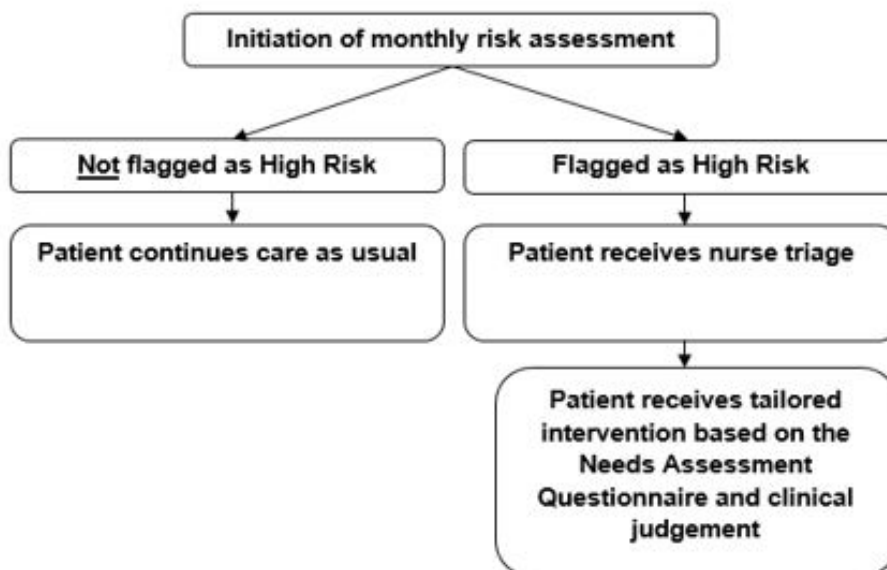 Initiation of monthly risk assessment
Not flagged as High Risk
Flagged as High Risk
Patient continues care as usual
Patient receives nurse triage
Patient receives tailored
intervention based on the
Needs Assessment
Questionnaire and clinical
judgement